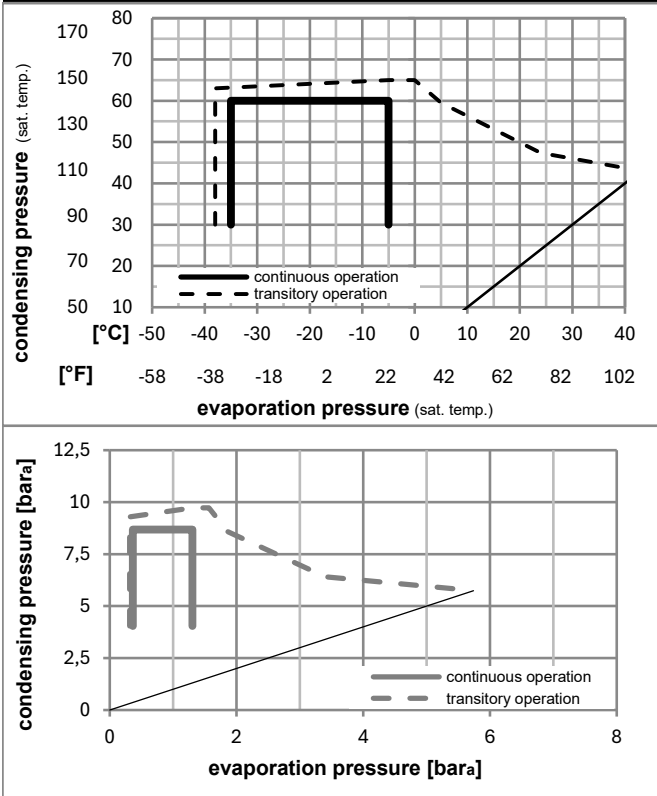 170 80
150 70
130 60
50
110 40
90 30
70 20
50 10
condensing pressure (sat. temp.)
continuous operation
transitory operation
[°C] -50 -40 -30 -20 -10 0 10 20 30 40
[°F] -58 -38 -18 2 22 42 62 82 102
evaporation pressure (sat. temp.)
condensing pressure [bara]
12,5
10
7,5
5
2,5
0
continuous operation
transitory operation
0 2 4 6 8
evaporation pressure [bara]